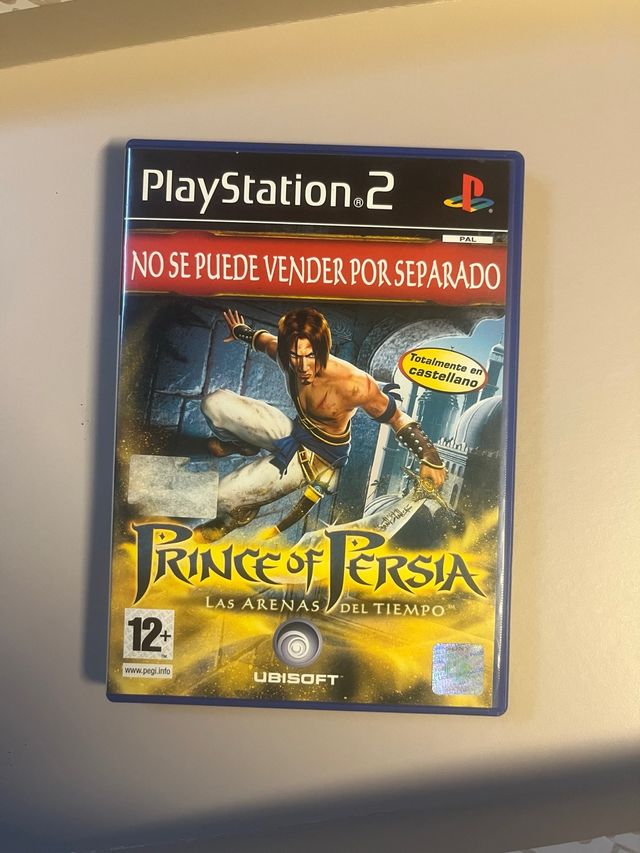 PlayStation®2
PAL
NO SE PUEDE VENDER POR SEPARADO
Totalmente en
castellano
PRINCE OF PERSIA
LAS ARENAS DEL TIEMPO™
12+
www.pegi.info
UBISOFT